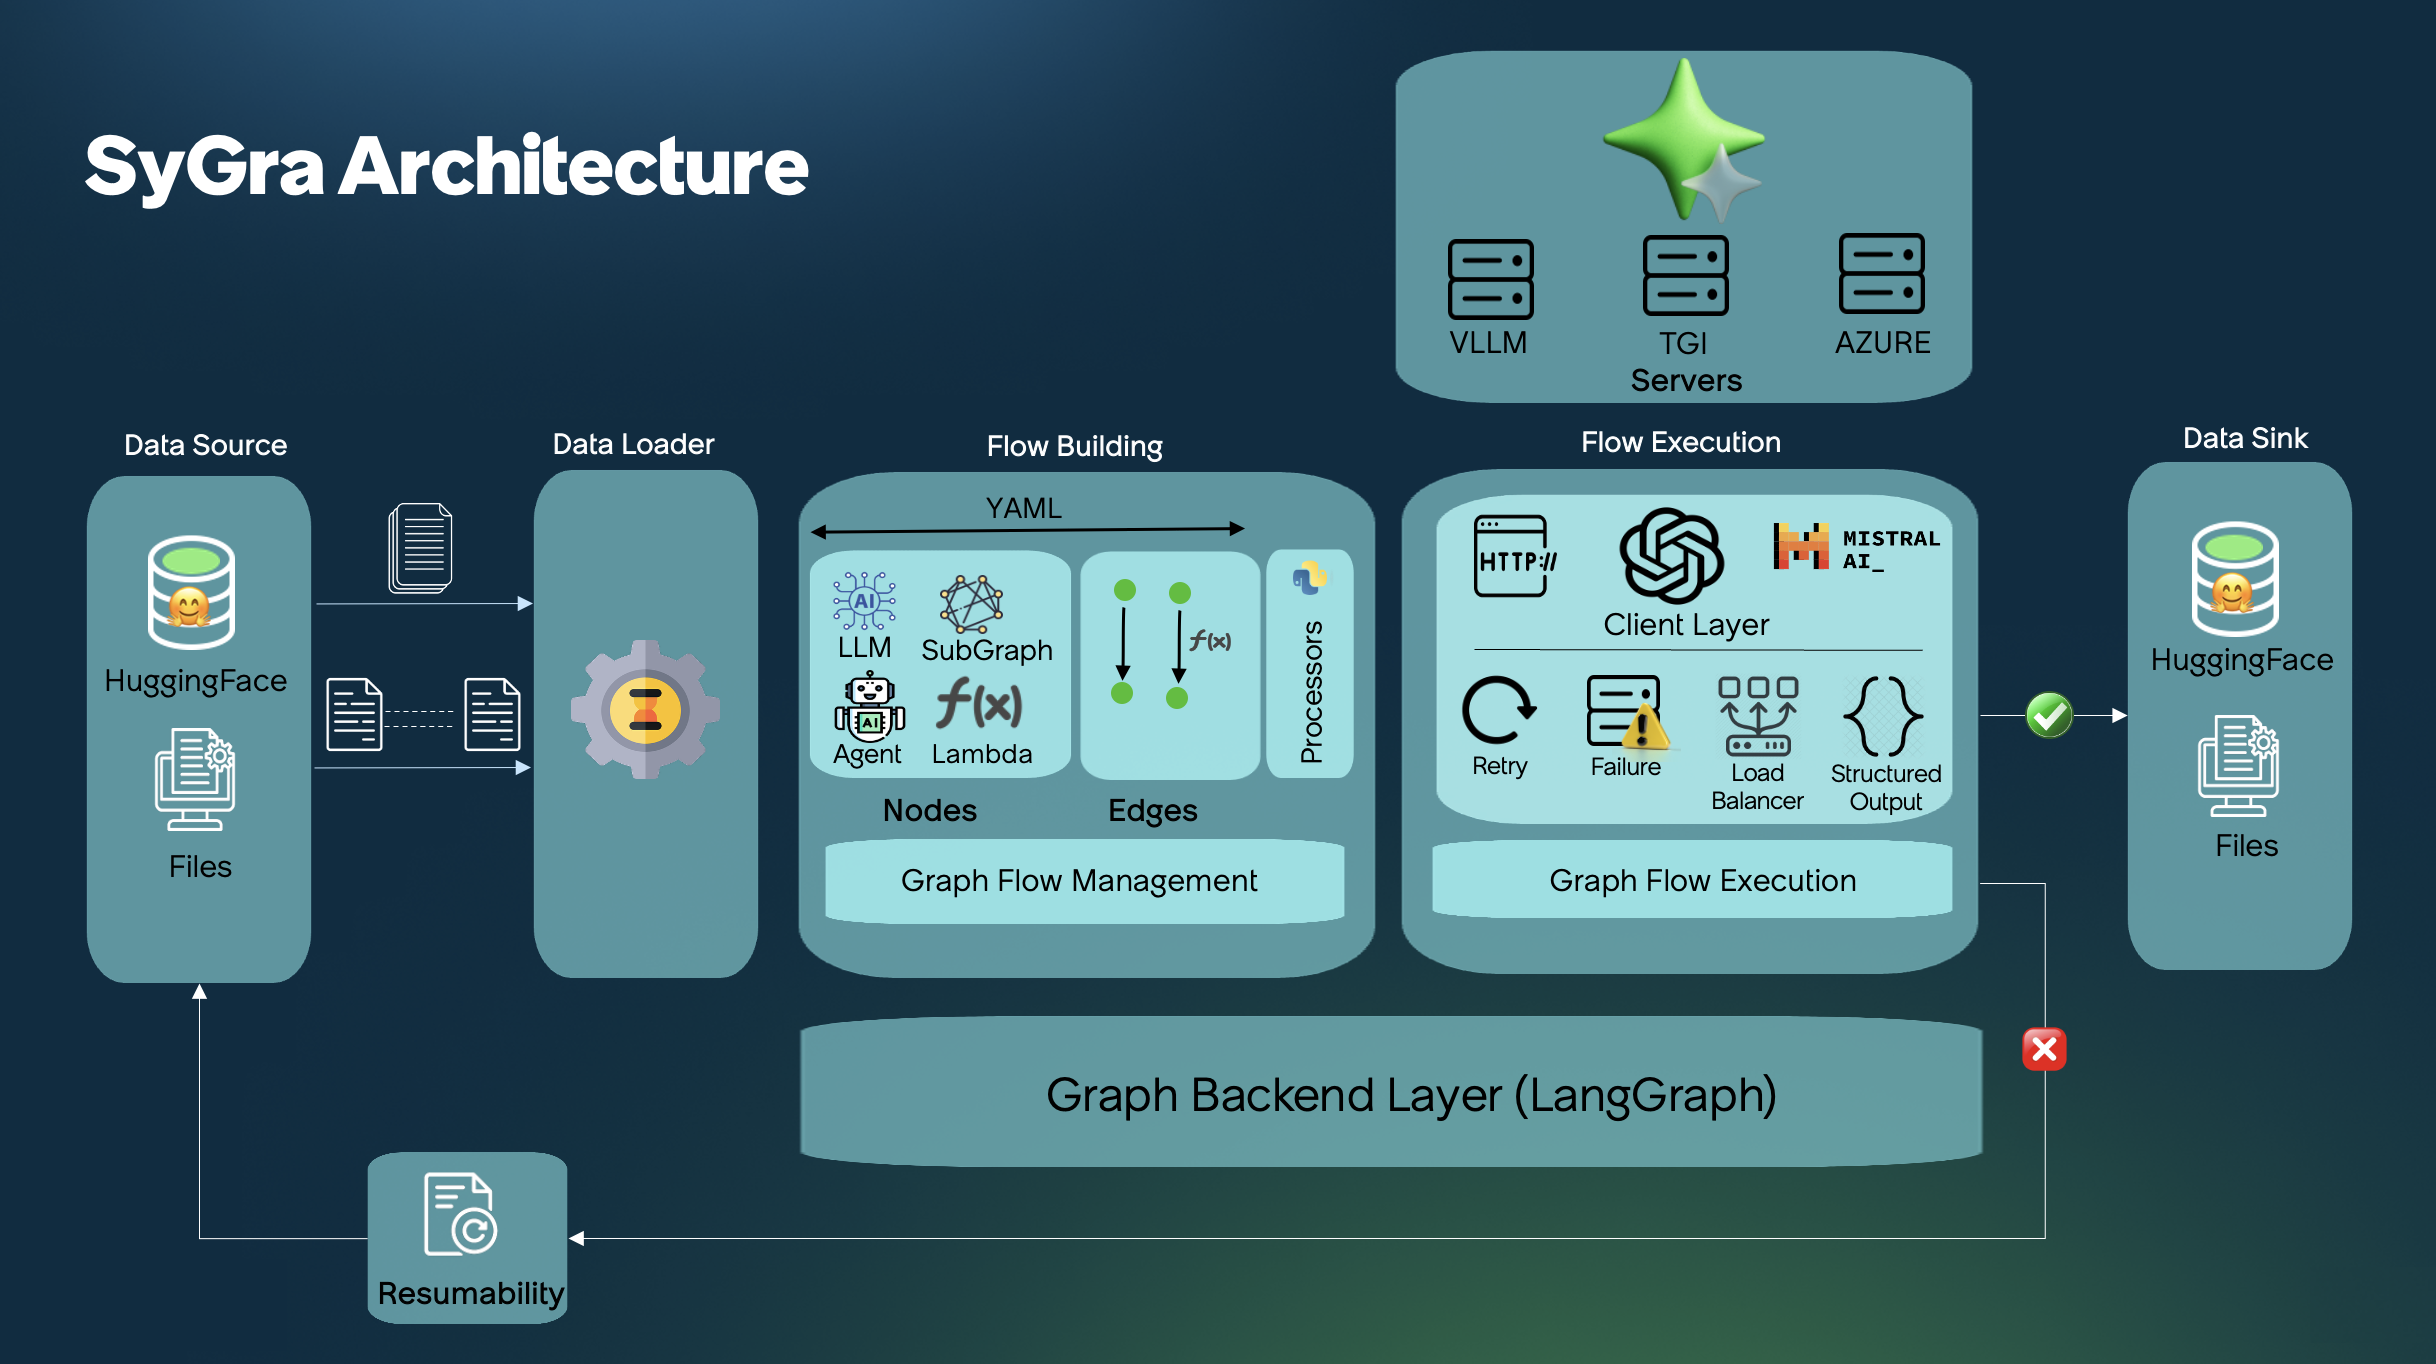 SyGra Architecture
VLLM
TGI
AZURE
Servers
Data Source
HuggingFace
Files
Data Loader
Flow Building
YAML
AI
LLM
SubGraph
AI
Agent
f(x)
Lambda
f(x)
Processors
Nodes
Edges
Graph Flow Management
Flow Execution
HTTP://
MISTRAL
AI_
Client Layer
Retry
Failure
Load
Balancer
{}
Structured
Output
Graph Flow Execution
Data Sink
HuggingFace
Files
Graph Backend Layer (LangGraph)
Resumability